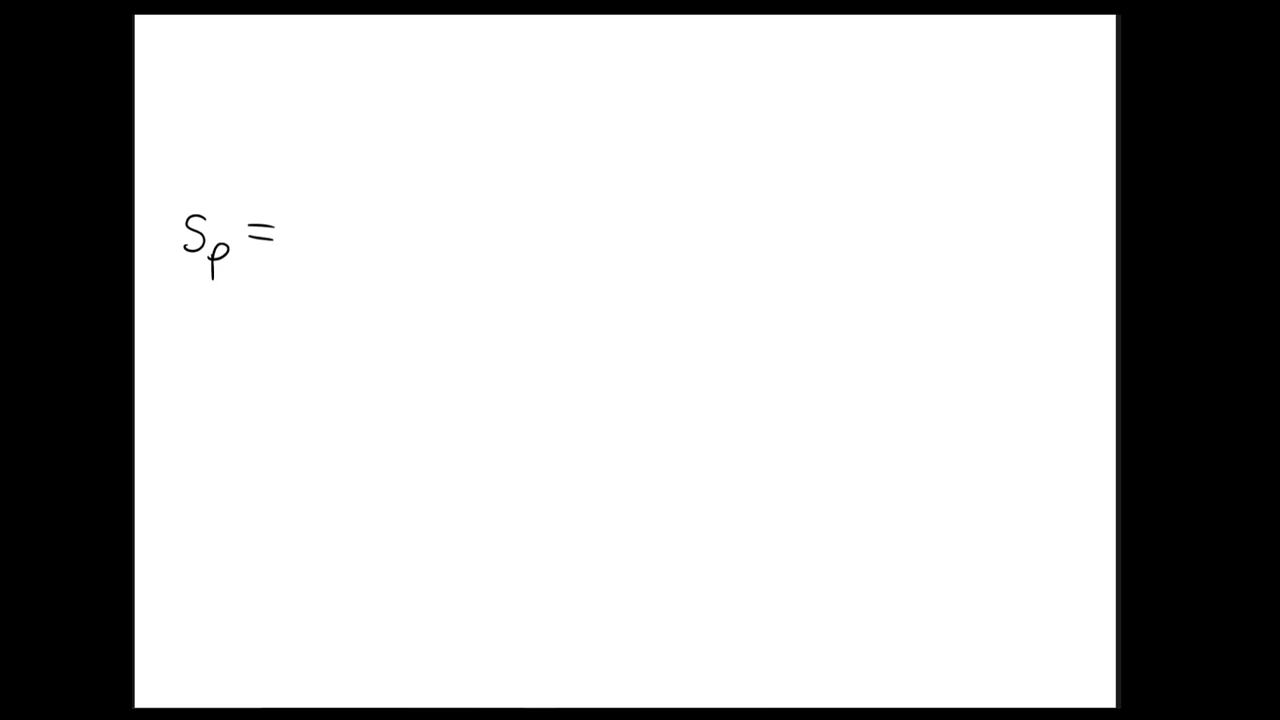 Sp =